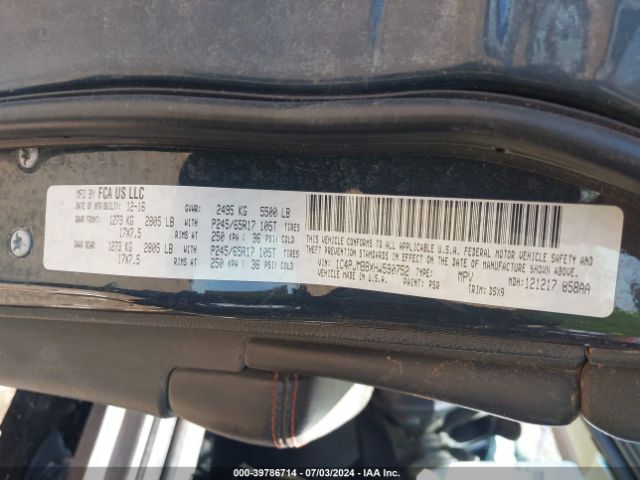 MFD BY FCA US LLC
DATE OF MFR/BUILT: 12-16 GVWR: 2495 KG 5500 LB
GAWR FRONT: 1273 KG 2805 LB WITH P245/65R17 105T TIRES
17X7.5 RIMS AT 250 KPA ( 36 PSI) COLD
GAWR REAR: 1273 KG 2805 LB WITH P245/65R17 105T TIRES
17X7.5 RIMS AT 250 KPA ( 36 PSI) COLD
THIS VEHICLE CONFORMS TO ALL APPLICABLE U.S.A. FEDERAL MOTOR VEHICLE SAFETY
AND THEFT PREVENTION STANDARDS IN EFFECT ON THE DATE OF MANUFACTURE SHOWN ABOVE.
VIN: TYPE: MPV MDH: 121217 858AA
VEHICLE MADE IN U.S.A. PAINT: PSR TRIM: D5X9
000-39786714 - 07/03/2024 - IAA Inc.